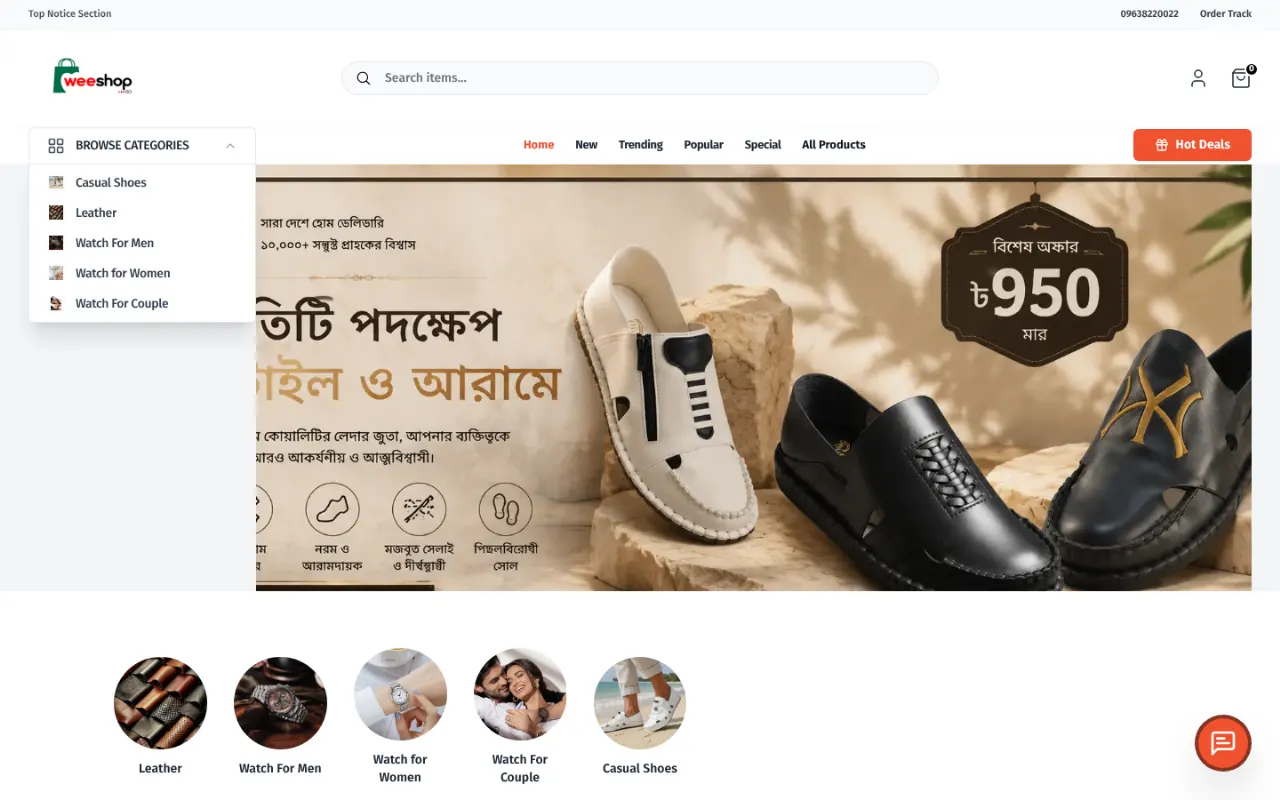 Top Notice Section
09638220022
Order Track
weeshop
Search items...
0
BROWSE CATEGORIES
Home
New
Trending
Popular
Special
All Products
Hot Deals
Casual Shoes
Leather
Watch For Men
Watch for Women
Watch For Couple
সারা দেশে হোম ডেলিভারি
১০,০০০+ সন্তুষ্ট গ্রাহকের বিশ্বাস
তিটি পদক্ষেপ
টাইল ও আরামে
কোয়ালিটির লেদার জুতা, আপনার ব্যক্তিত্বকে
আরও আকর্ষনীয় ও আত্মবিশ্বাসী।
নরম ও
আরামদায়ক
মজবুত সেলাই
ও দীর্ঘস্থায়ী
পিছলবিরোধী
সোল
বিশেষ অফার
৳950
মার
Leather
Watch For Men
Watch for
Women
Watch For
Couple
Casual Shoes